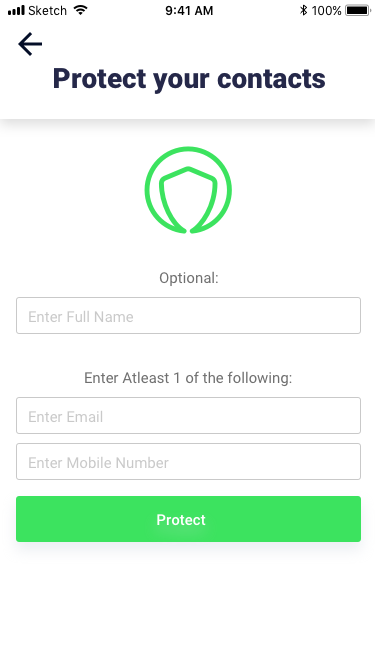 Sketch 9:41 AM 100%
Protect your contacts
Optional:
Enter Full Name
Enter Atleast 1 of the following:
Enter Email
Enter Mobile Number
Protect